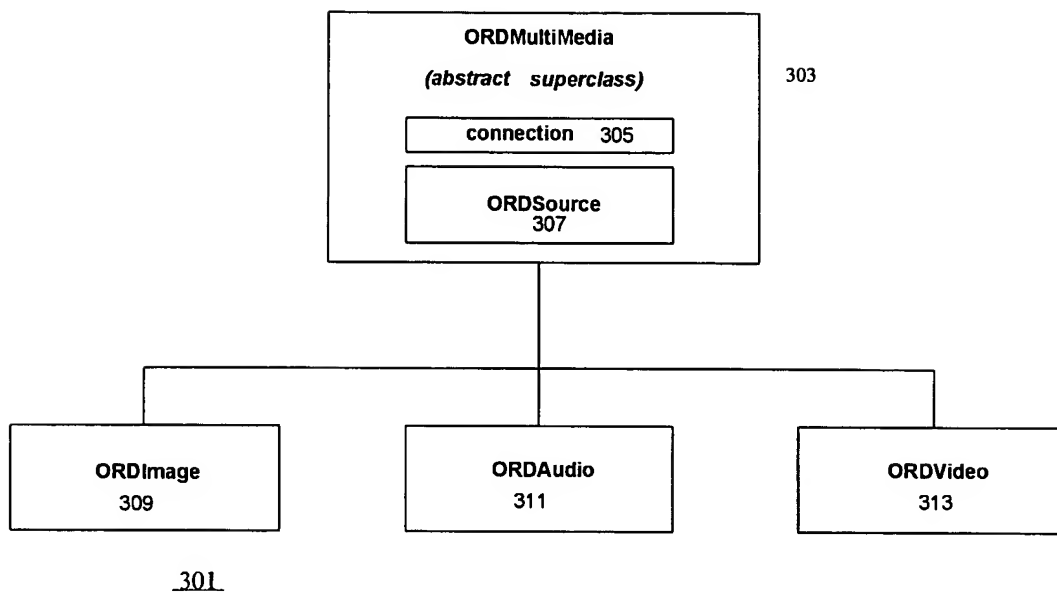 ORDMultiMedia
(abstract superclass)
303
connection 305
ORDSource
307
ORDImage
309
ORDAudio
311
ORDVideo
313
301